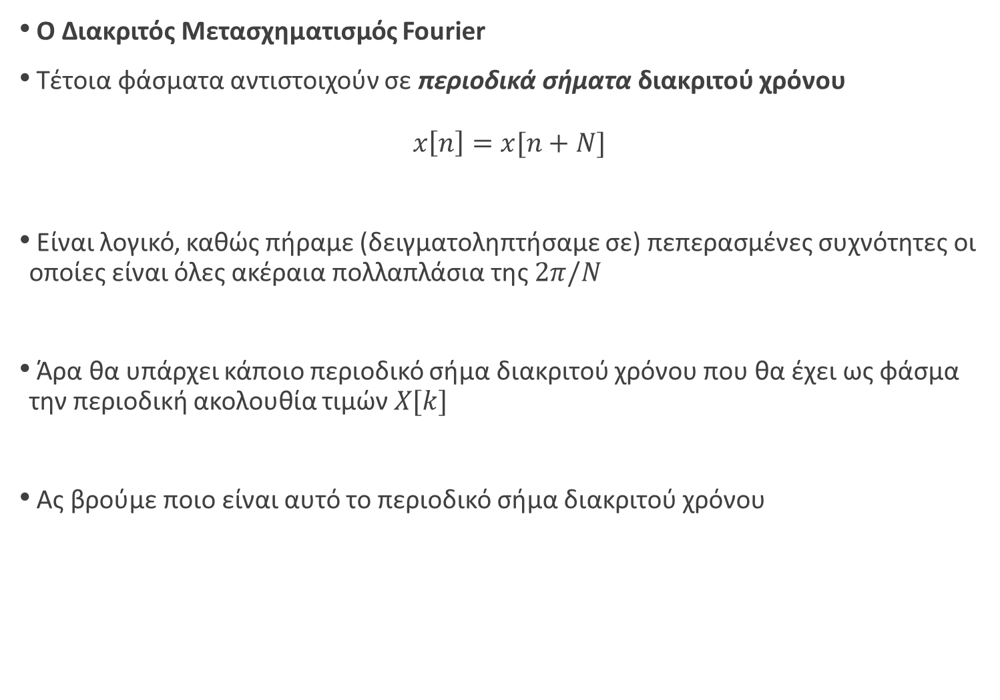 • Ο Διακριτός Μετασχηματισμός Fourier
• Τέτοια φάσματα αντιστοιχούν σε περιοδικά σήματα διακριτού χρόνου
x[n] = x[n + N]
• Είναι λογικό, καθώς πήραμε (δειγματοληπτήσαμε σε) πεπερασμένες συχνότητες οι
οποίες είναι όλες ακέραια πολλαπλάσια της 2π/N
• Άρα θα υπάρχει κάποιο περιοδικό σήμα διακριτού χρόνου που θα έχει ως φάσμα
την περιοδική ακολουθία τιμών X[k]
• Ας βρούμε ποιο είναι αυτό το περιοδικό σήμα διακριτού χρόνου